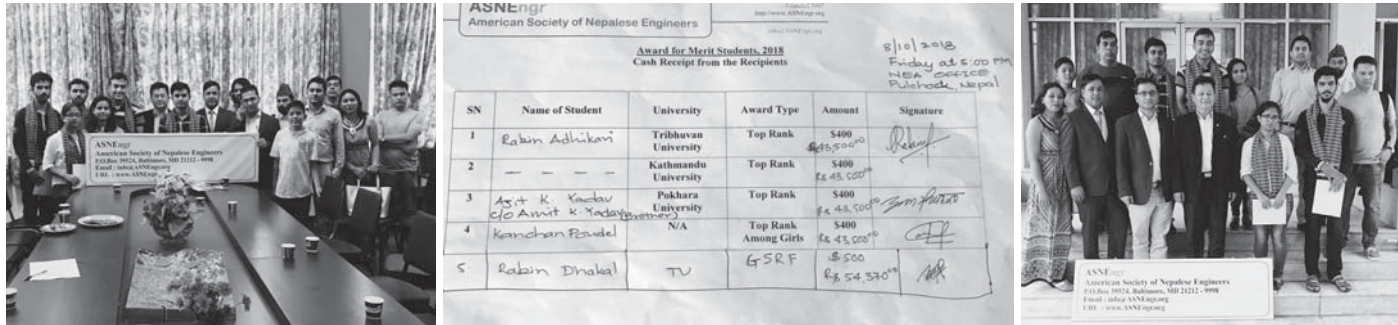 ASNEngr
American Society of Nepalese Engineers
P.O.Box 39524, Baltimore, MD 21212 - 9998
Email : info@ASNEngr.org
URL : www.ASNEngr.org
ASNEngr
American Society of Nepalese Engineers
http://www.ASNEngr.org
info@ASNEngr.org
Award for Merit Students, 2018
Cash Receipt from the Recipients
8/10/2018
Friday at 5:00 PM
NEA OFFICE
Pulchock, Nepal
SN Name of Student University Award Type Amount Signature
1 Rabin Adhikari Tribhuvan University Top Rank $400 Rs 43,500.00
2 - - - - Kathmandu University Top Rank $400 Rs 43,500.00
3 Ajit K. Yadav c/o Amit K. Yadav (brother) Pokhara University Top Rank $400 Rs 43,500.00
4 Kanchan Poudel N/A Top Rank Among Girls $400 Rs 43,500.00
5 Rabin Dhakal TU GSRF $500 Rs 54,370.00
ASNEngr
American Society of Nepalese Engineers
P.O.Box 39524, Baltimore, MD 21212 - 9998
Email : info@ASNEngr.org
URL : www.ASNEngr.org